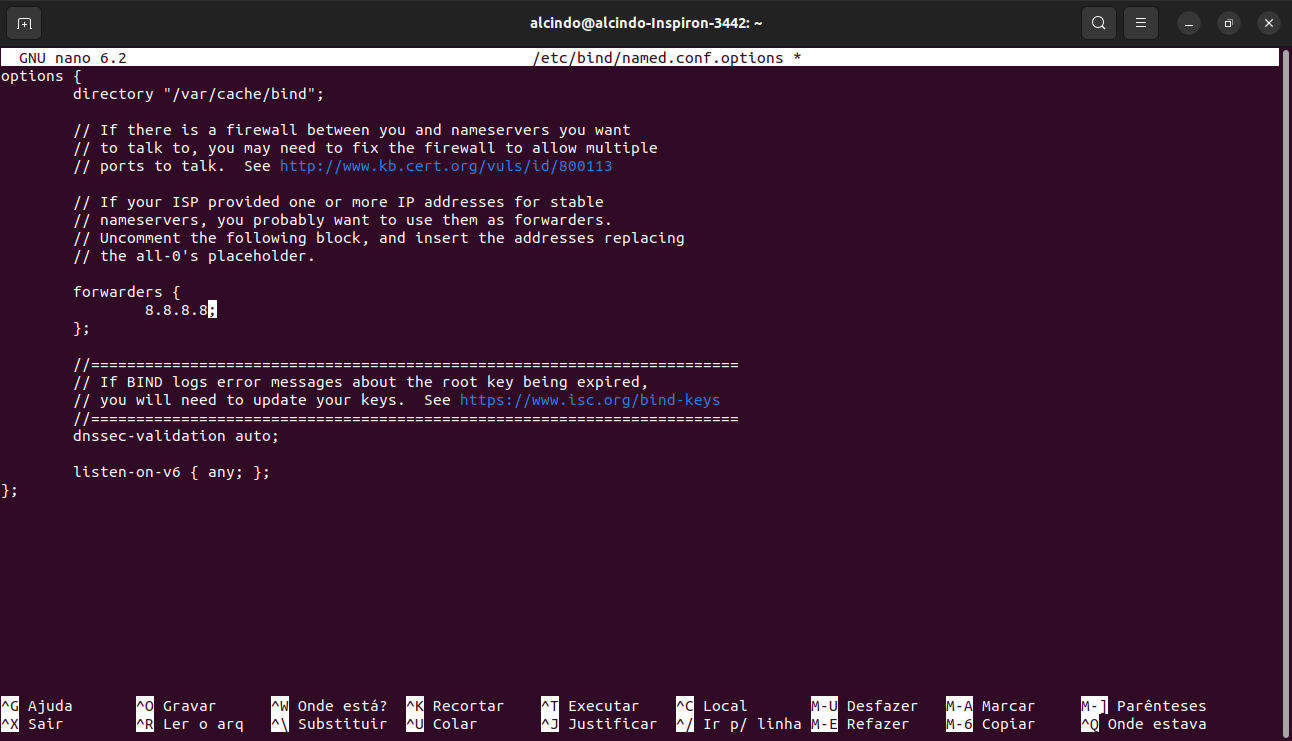 alcindo@alcindo-Inspiron-3442: ~
GNU nano 6.2 /etc/bind/named.conf.options *
options {
directory "/var/cache/bind";
// If there is a firewall between you and nameservers you want
// to talk to, you may need to fix the firewall to allow multiple
// ports to talk.  See http://www.kb.cert.org/vuls/id/800113
// If your ISP provided one or more IP addresses for stable
// nameservers, you probably want to use them as forwarders.
// Uncomment the following block, and insert the addresses replacing
// the all-0's placeholder.
forwarders {
8.8.8.8;
};
//========================================================================
// If BIND logs error messages about the root key being expired,
// you will need to update your keys.  See https://www.isc.org/bind-keys
//========================================================================
dnssec-validation auto;
listen-on-v6 { any; };
};
^G Ajuda ^O Gravar ^W Onde está? ^K Recortar ^T Executar ^C Local M-U Desfazer M-A Marcar M-] Parênteses
^X Sair ^R Ler o arq ^\ Substituir ^U Colar ^J Justificar ^/ Ir p/ linha M-E Refazer M-6 Copiar ^Q Onde estava